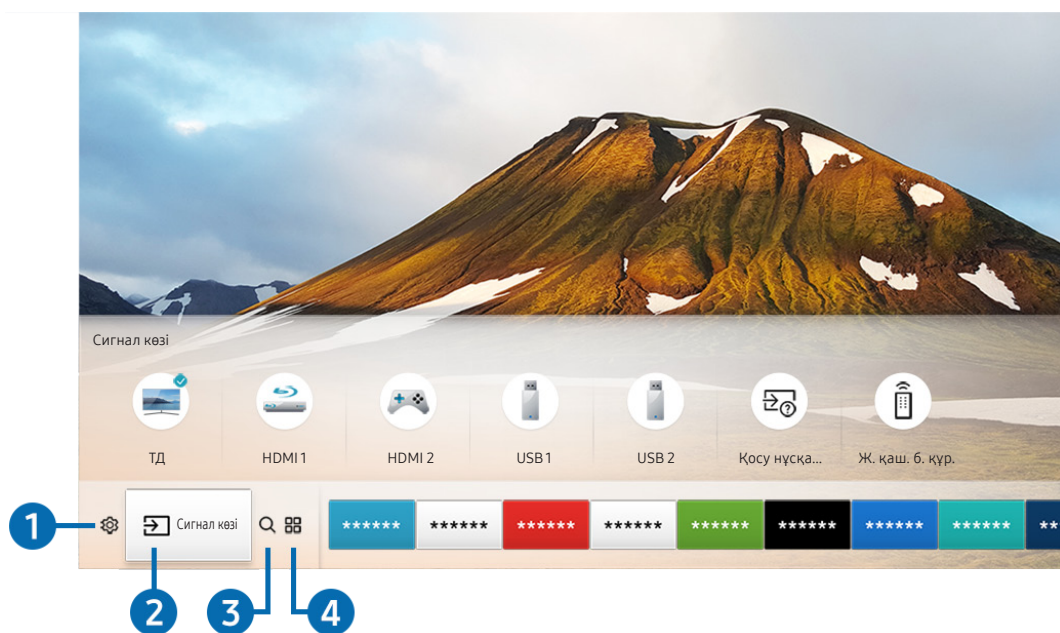 Сигнал көзі
ТД HDMI 1 HDMI 2 USB 1 USB 2 Қосу нұсқа... Ж. қаш. б. құр.
1 Сигнал көзі ****** ****** ****** ****** ****** ****** ****** ****** **
2 3 4